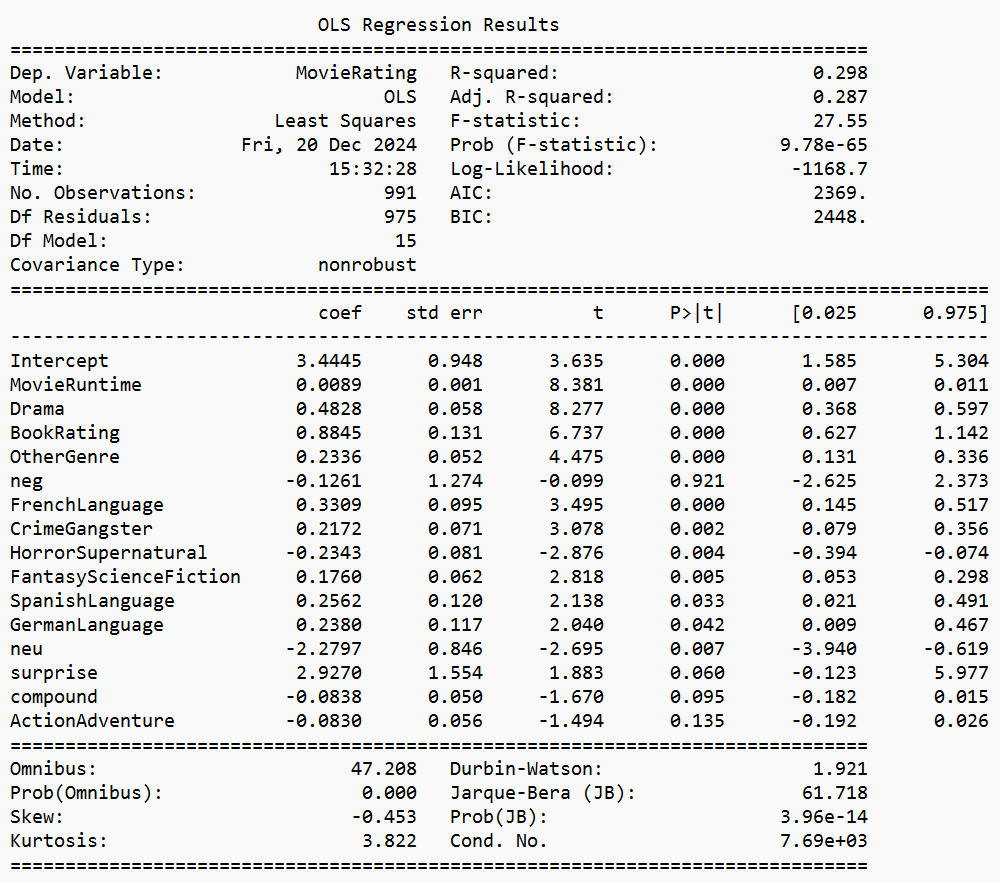 OLS Regression Results
==============================================================================
Dep. Variable: MovieRating R-squared: 0.298
Model: OLS Adj. R-squared: 0.287
Method: Least Squares F-statistic: 27.55
Date: Fri, 20 Dec 2024 Prob (F-statistic): 9.78e-65
Time: 15:32:28 Log-Likelihood: -1168.7
No. Observations: 991 AIC: 2369.
Df Residuals: 975 BIC: 2448.
Df Model: 15
Covariance Type: nonrobust
=========================================================================================
coef std err t P>|t| [0.025 0.975]
-----------------------------------------------------------------------------------------
Intercept 3.4445 0.948 3.635 0.000 1.585 5.304
MovieRuntime 0.0089 0.001 8.381 0.000 0.007 0.011
Drama 0.4828 0.058 8.277 0.000 0.368 0.597
BookRating 0.8845 0.131 6.737 0.000 0.627 1.142
OtherGenre 0.2336 0.052 4.475 0.000 0.131 0.336
neg -0.1261 1.274 -0.099 0.921 -2.625 2.373
FrenchLanguage 0.3309 0.095 3.495 0.000 0.145 0.517
CrimeGangster 0.2172 0.071 3.078 0.002 0.079 0.356
HorrorSupernatural -0.2343 0.081 -2.876 0.004 -0.394 -0.074
FantasyScienceFiction 0.1760 0.062 2.818 0.005 0.053 0.298
SpanishLanguage 0.2562 0.120 2.138 0.033 0.021 0.491
GermanLanguage 0.2380 0.117 2.040 0.042 0.009 0.467
neu -2.2797 0.846 -2.695 0.007 -3.940 -0.619
surprise 2.9270 1.554 1.883 0.060 -0.123 5.977
compound -0.0838 0.050 -1.670 0.095 -0.182 0.015
ActionAdventure -0.0830 0.056 -1.494 0.135 -0.192 0.026
==============================================================================
Omnibus: 47.208 Durbin-Watson: 1.921
Prob(Omnibus): 0.000 Jarque-Bera (JB): 61.718
Skew: -0.453 Prob(JB): 3.96e-14
Kurtosis: 3.822 Cond. No. 7.69e+03
==============================================================================